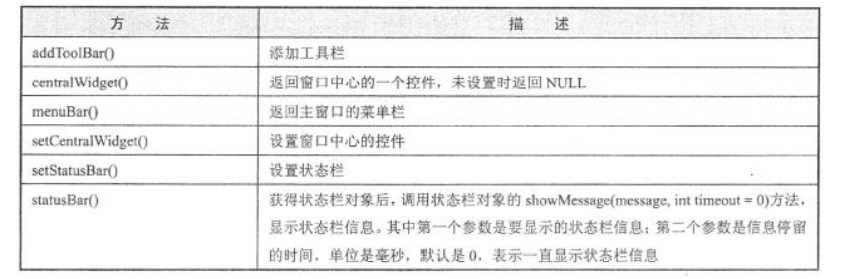 方 法 描 述
addToolBar() 添加工具栏
centralWidget() 返回窗口中心的一个控件，未设置时返回 NULL
menuBar() 返回主窗口的菜单栏
setCentralWidget() 设置窗口中心的控件
setStatusBar() 设置状态栏
statusBar() 获得状态栏对象后，调用状态栏对象的 showMessage(message, int timeout = 0)方法，
显示状态栏信息。其中第一个参数是要显示的状态栏信息；第二个参数是信息停留
的时间，单位是毫秒，默认是 0，表示一直显示状态栏信息